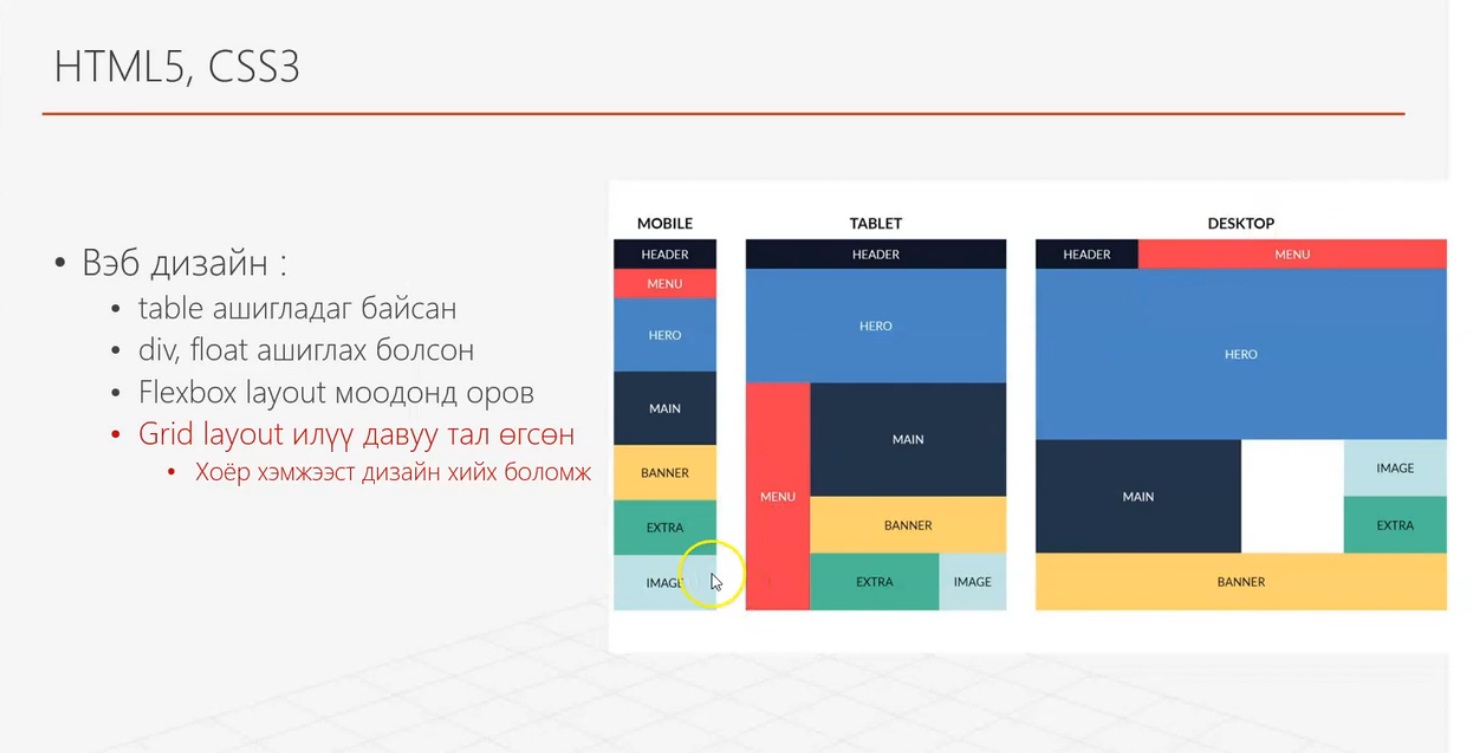 HTML5, CSS3
• Вэб дизайн :
• table ашигладаг байсан
• div, float ашиглах болсон
• Flexbox layout моодонд оров
• Grid layout илүү давуу тал өгсөн
• Хоёр хэмжээст дизайн хийх боломж
MOBILE
HEADER
MENU
HERO
MAIN
BANNER
EXTRA
IMAGE
TABLET
HEADER
HERO
MENU
MAIN
BANNER
EXTRA
IMAGE
DESKTOP
HEADER
MENU
HERO
MAIN
IMAGE
EXTRA
BANNER